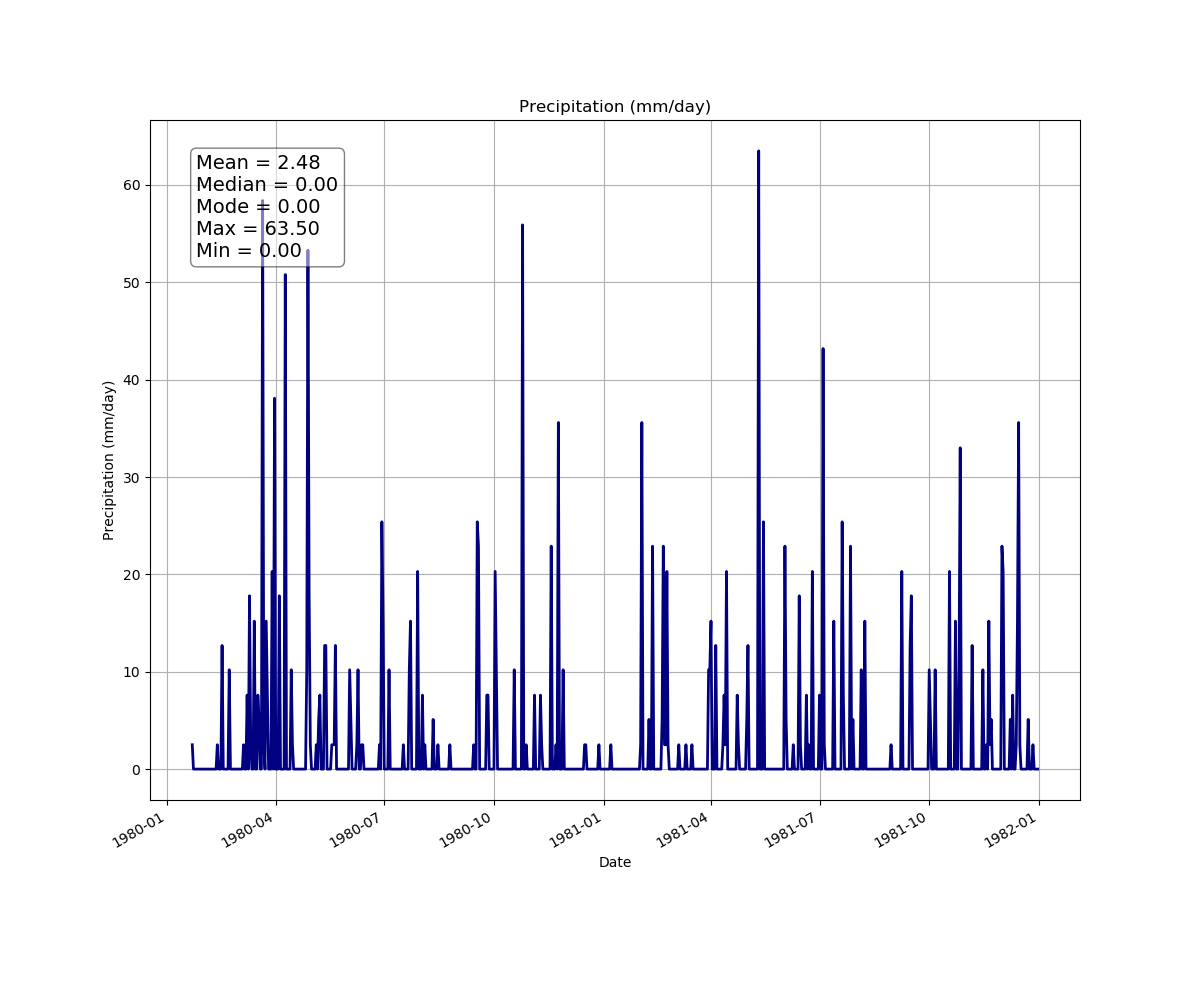 Precipitation (mm/day)
Mean = 2.48
Median = 0.00
Mode = 0.00
Max = 63.50
Min = 0.00
60
50
40
30
20
10
0
Precipitation (mm/day)
1980-01
1980-04
1980-07
1980-10
1981-01
1981-04
1981-07
1981-10
1982-01
Date